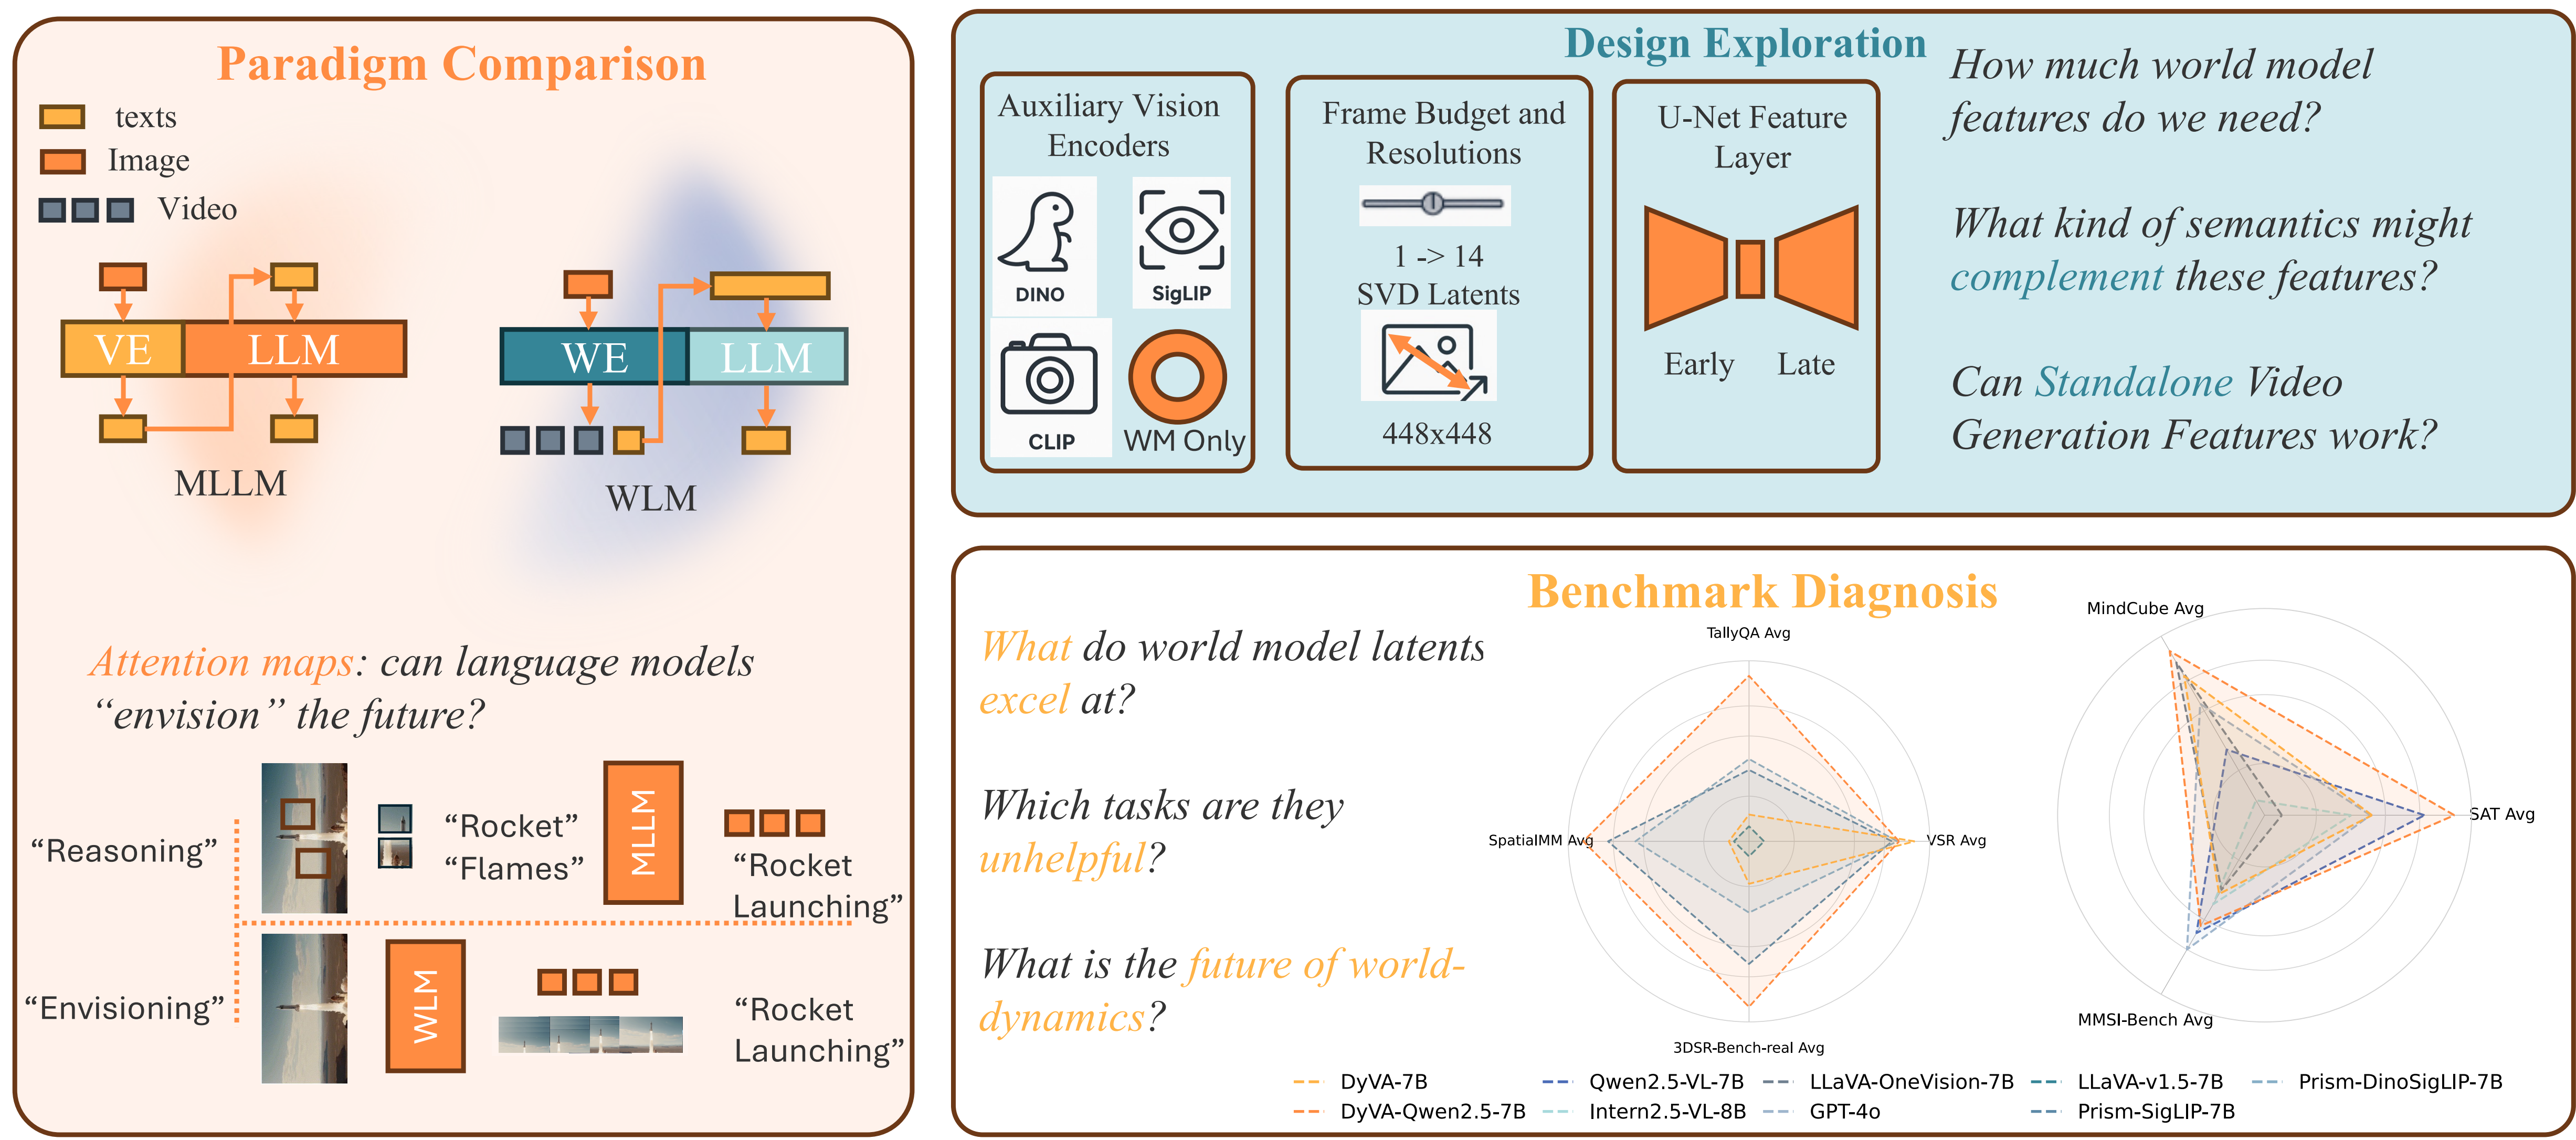 Paradigm Comparison
texts
Image
Video
VE
LLM
MLLM
WE
LLM
WLM
Attention maps: can language models
“envision” the future?
“Reasoning”
“Rocket”
“Flames”
MLLM
“Rocket
Launching”
“Envisioning”
WLM
“Rocket
Launching”
Design Exploration
Auxiliary Vision
Encoders
DINO
SigLIP
CLIP
WM Only
Frame Budget and
Resolutions
1 -> 14
SVD Latents
448x448
U-Net Feature
Layer
Early
Late
How much world model
features do we need?
What kind of semantics might
complement these features?
Can Standalone Video
Generation Features work?
Benchmark Diagnosis
What do world model latents
excel at?
Which tasks are they
unhelpful?
What is the future of world-
dynamics?
TallyQA Avg
SpatialMM Avg
VSR Avg
3DSR-Bench-real Avg
MindCube Avg
SAT Avg
MMSI-Bench Avg
DyVA-7B
DyVA-Qwen2.5-7B
Qwen2.5-VL-7B
Intern2.5-VL-8B
LLaVA-OneVision-7B
GPT-4o
LLaVA-v1.5-7B
Prism-SigLIP-7B
Prism-DinoSigLIP-7B